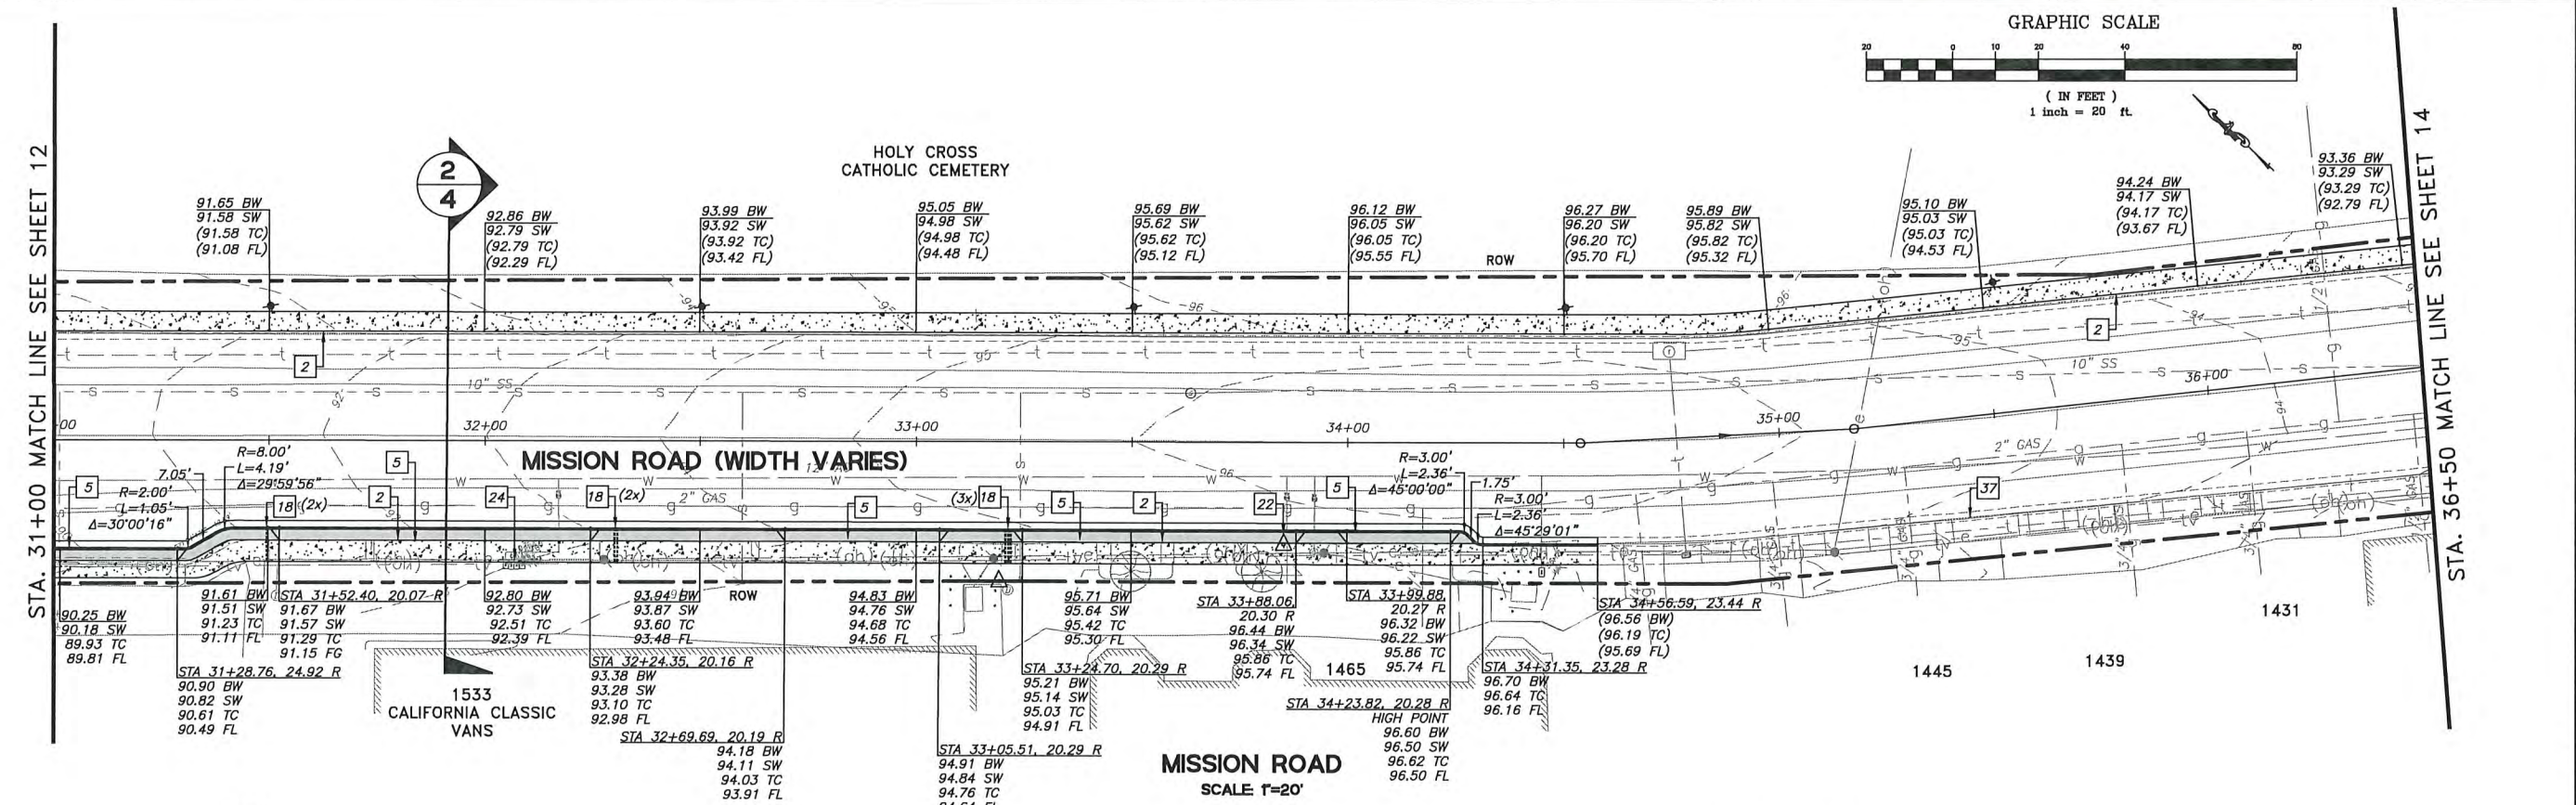 GRAPHIC SCALE
20 0 10 20 40 80
( IN FEET )
1 inch = 20 ft.
STA. 31+00 MATCH LINE SEE SHEET 12
STA. 36+50 MATCH LINE SEE SHEET 14
2
4
HOLY CROSS
CATHOLIC CEMETERY
91.65 BW
91.58 SW
(91.58 TC)
(91.08 FL)
92.86 BW
92.79 SW
(92.79 TC)
(92.29 FL)
93.99 BW
93.92 SW
(93.92 TC)
(93.42 FL)
95.05 BW
94.98 SW
(94.98 TC)
(94.48 FL)
95.69 BW
95.62 SW
(95.62 TC)
(95.12 FL)
96.12 BW
96.05 SW
(96.05 TC)
(95.55 FL)
96.27 BW
96.20 SW
(96.20 TC)
(95.70 FL)
95.89 BW
95.82 SW
(95.82 TC)
(95.32 FL)
95.10 BW
95.03 SW
(95.03 TC)
(94.53 FL)
94.24 BW
94.17 SW
(94.17 TC)
(93.67 FL)
93.36 BW
93.29 SW
(93.29 TC)
(92.79 FL)
ROW
2
2
10" SS
10" SS
92
95
96
96
95
94
94
00
32+00
33+00
34+00
35+00
36+00
MISSION ROAD (WIDTH VARIES)
2" GAS
2" GAS
5
R=2.00'
L=1.05'
Δ=30°00'16"
7.05'
R=8.00'
L=4.19'
Δ=29°59'56"
18 (2x)
2
5
24
18 (2x)
5
(3x) 18
5
2
22
5
R=3.00'
L=2.36'
Δ=45°00'00"
1.75'
R=3.00'
L=2.36'
Δ=45°29'01"
37
90.25 BW
90.18 SW
89.93 TC
89.81 FL
91.61 BW
91.51 SW
91.23 TC
91.11 FL
STA 31+52.40, 20.07 R
91.67 BW
91.57 SW
91.29 TC
91.15 FG
STA 31+28.76, 24.92 R
90.90 BW
90.82 SW
90.61 TC
90.49 FL
92.80 BW
92.73 SW
92.51 TC
92.39 FL
93.94 BW
93.87 SW
93.60 TC
93.48 FL
ROW
STA 32+24.35, 20.16 R
93.38 BW
93.28 SW
93.10 TC
92.98 FL
STA 32+69.69, 20.19 R
94.18 BW
94.11 SW
94.03 TC
93.91 FL
94.83 BW
94.76 SW
94.68 TC
94.56 FL
STA 33+05.51, 20.29 R
94.91 BW
94.84 SW
94.76 TC
95.71 BW
95.64 SW
95.42 TC
95.30 FL
STA 33+24.70, 20.29 R
95.21 BW
95.14 SW
95.03 TC
94.91 FL
STA 33+88.06,
20.30 R
96.44 BW
96.34 SW
95.86 TC
95.74 FL
STA 33+99.88,
20.27 R
96.32 BW
96.22 SW
95.86 TC
95.74 FL
STA 34+23.82, 20.28 R
HIGH POINT
96.60 BW
96.50 SW
96.62 TC
96.50 FL
STA 34+31.35, 23.28 R
96.70 BW
96.64 TC
96.16 FL
STA 34+56.59, 23.44 R
(96.56 BW)
(96.19 TC)
(95.69 FL)
1533
CALIFORNIA CLASSIC
VANS
1465
1445
1439
1431
MISSION ROAD
SCALE: 1"=20'